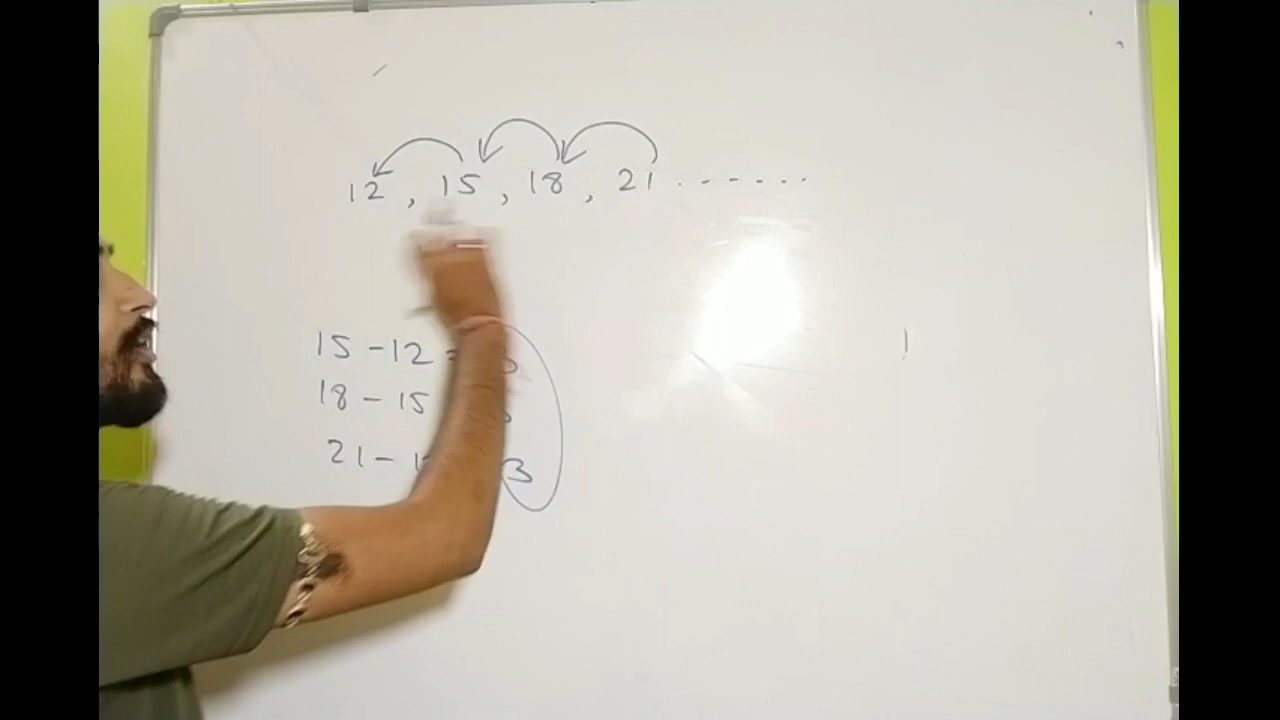 12, 15, 18, 21.......
15-12
18-15
21- 3